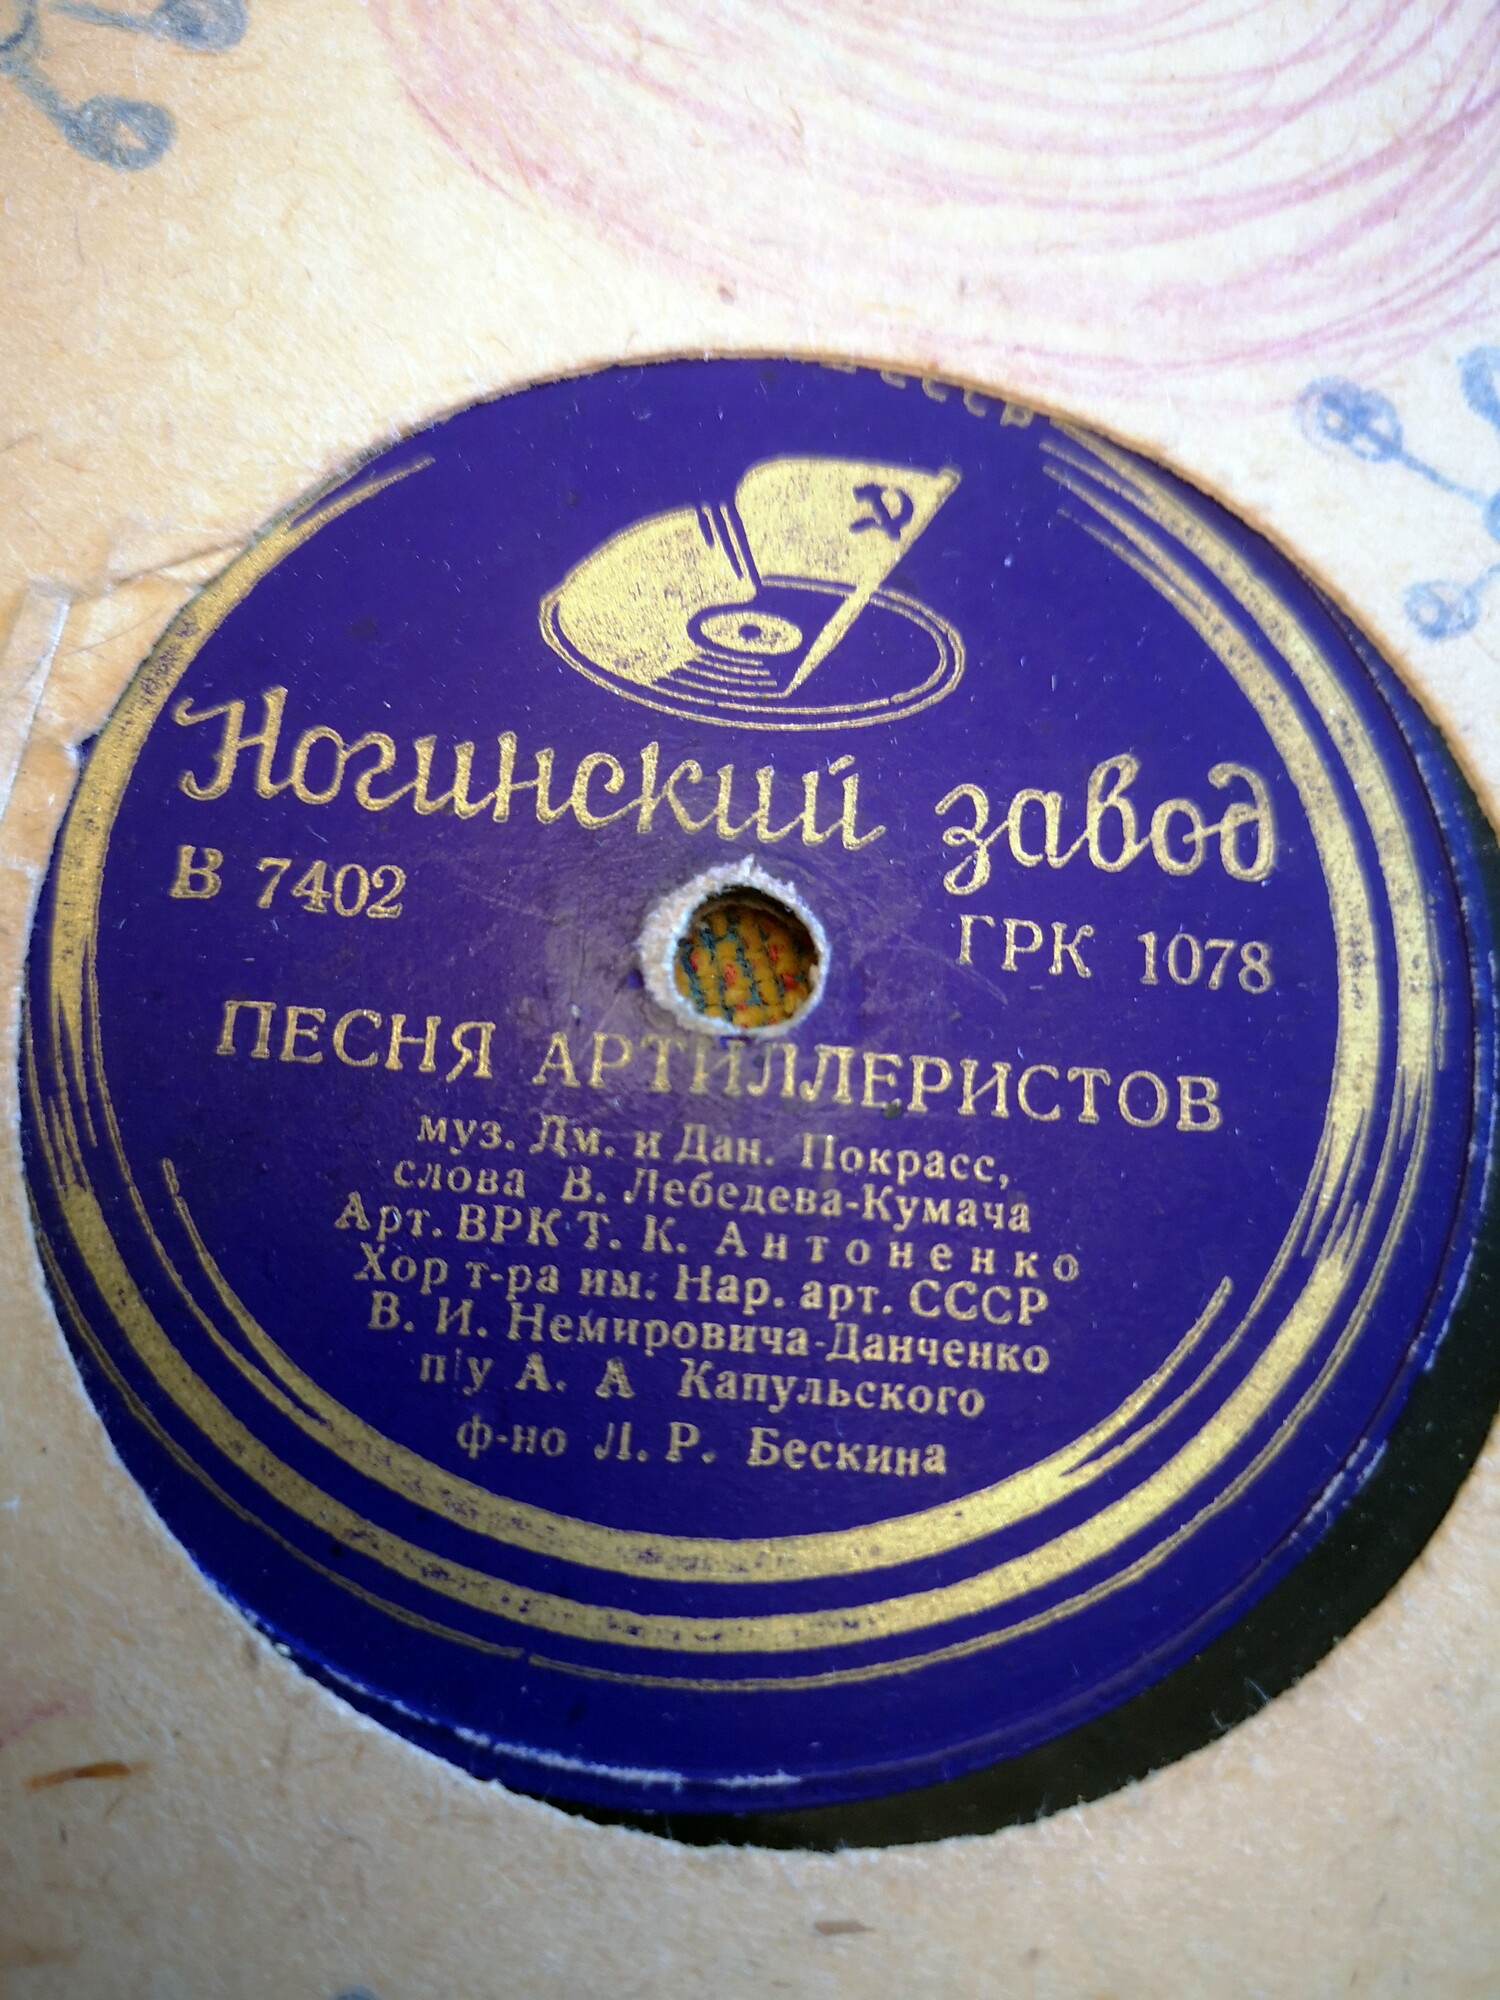 СССР
Ногинский завод
В 7402
ГРК 1078
ПЕСНЯ АРТИЛЛЕРИСТОВ
муз. Дм. и Дан. Покрасс,
слова В. Лебедева-Кумача
Арт. ВРК Т. К. Антоненко
Хор т-ра им. Нар. арт. СССР
В. И. Немировича-Данченко
п/у А. А Капульского
ф-но Л. Р. Бескина